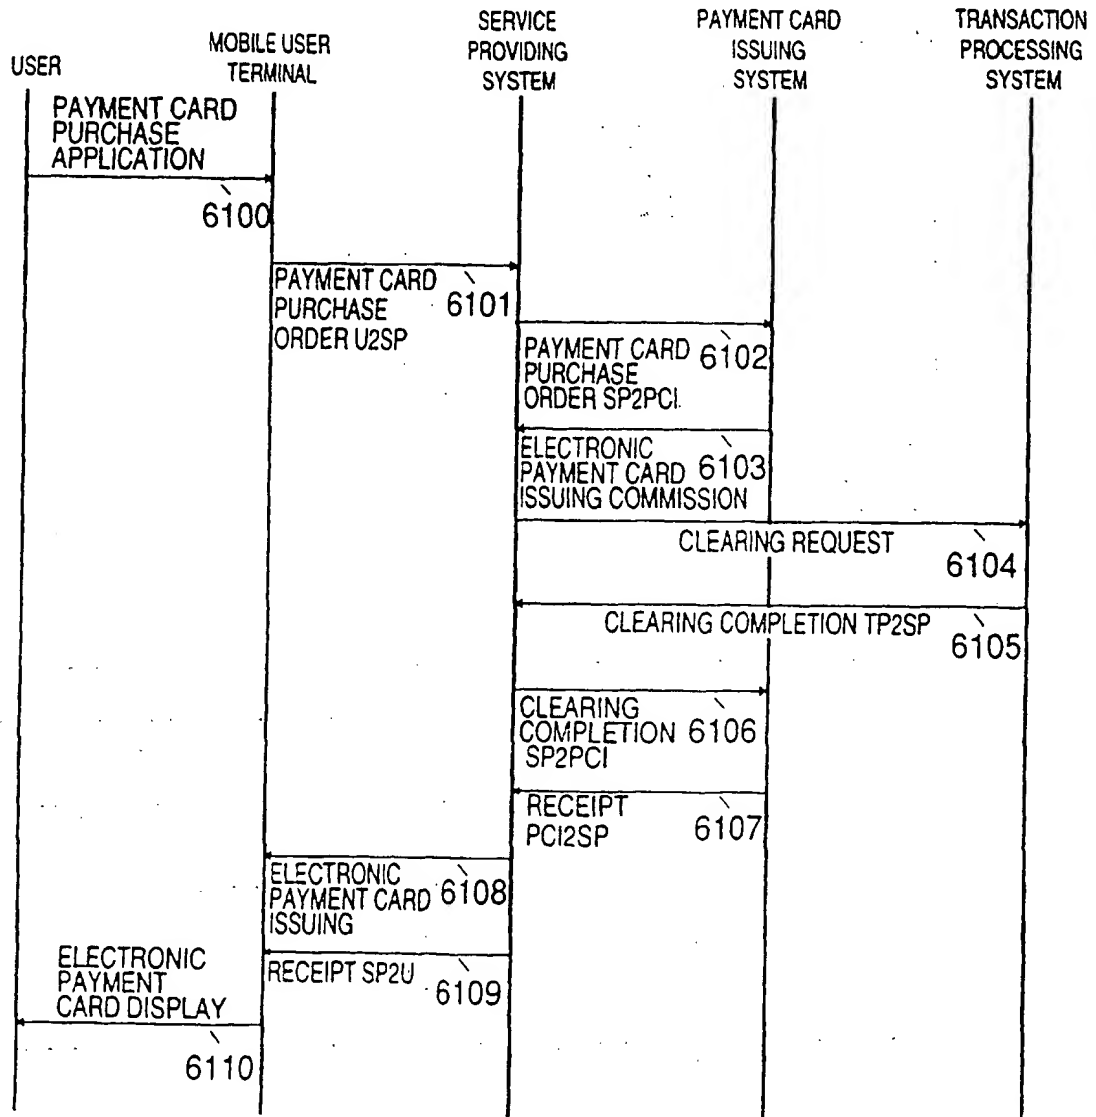 USER
MOBILE USER
TERMINAL
SERVICE
PROVIDING
SYSTEM
PAYMENT CARD
ISSUING
SYSTEM
TRANSACTION
PROCESSING
SYSTEM
PAYMENT CARD
PURCHASE
APPLICATION
6100
PAYMENT CARD
PURCHASE
ORDER U2SP
6101
PAYMENT CARD
PURCHASE
ORDER SP2PCI
6102
ELECTRONIC
PAYMENT CARD
ISSUING COMMISSION
6103
CLEARING REQUEST
6104
CLEARING COMPLETION TP2SP
6105
CLEARING
COMPLETION
SP2PCI
6106
RECEIPT
PCI2SP
6107
ELECTRONIC
PAYMENT CARD
ISSUING
6108
RECEIPT SP2U
6109
ELECTRONIC
PAYMENT
CARD DISPLAY
6110